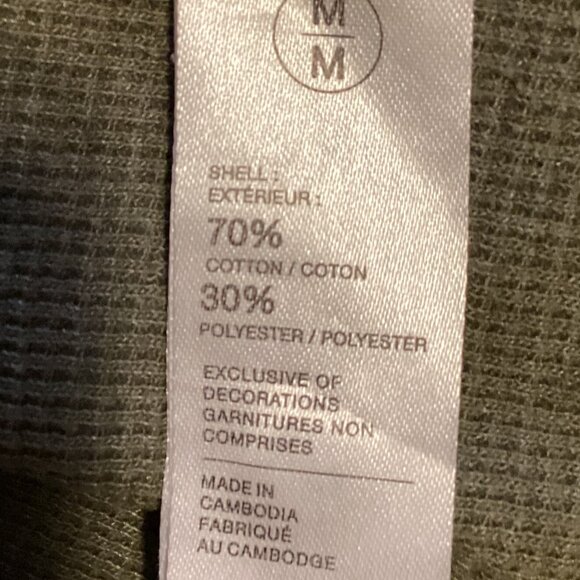 M
M
SHELL :
EXTÉRIEUR :
70%
COTTON / COTON
30%
POLYESTER / POLYESTER
EXCLUSIVE OF
DECORATIONS
GARNITURES NON
COMPRISES
MADE IN
CAMBODIA
FABRIQUÉ
AU CAMBODGE